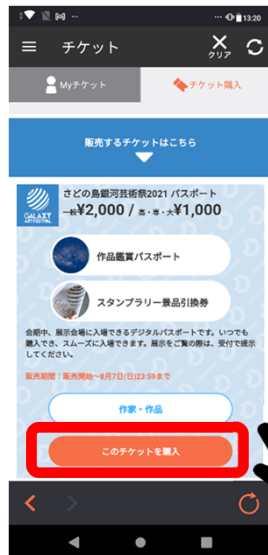 13:20
チケット
クリア
Myチケット
チケット購入
販売するチケットはこちら
GALAXY
ART FESTIVAL
さどの島銀河芸術祭2021 パスポート
一般¥2,000 / 高・専・大¥1,000
作品鑑賞パスポート
スタンプラリー景品引換券
会期中、展示会場に入場できるデジタルパスポートです。いつでも
購入でき、スムーズに入場できます。展示をご覧の際は、受付で提示
してください。
販売期間：販売開始〜8月7日(日)23:59まで
作家・作品
このチケットを購入